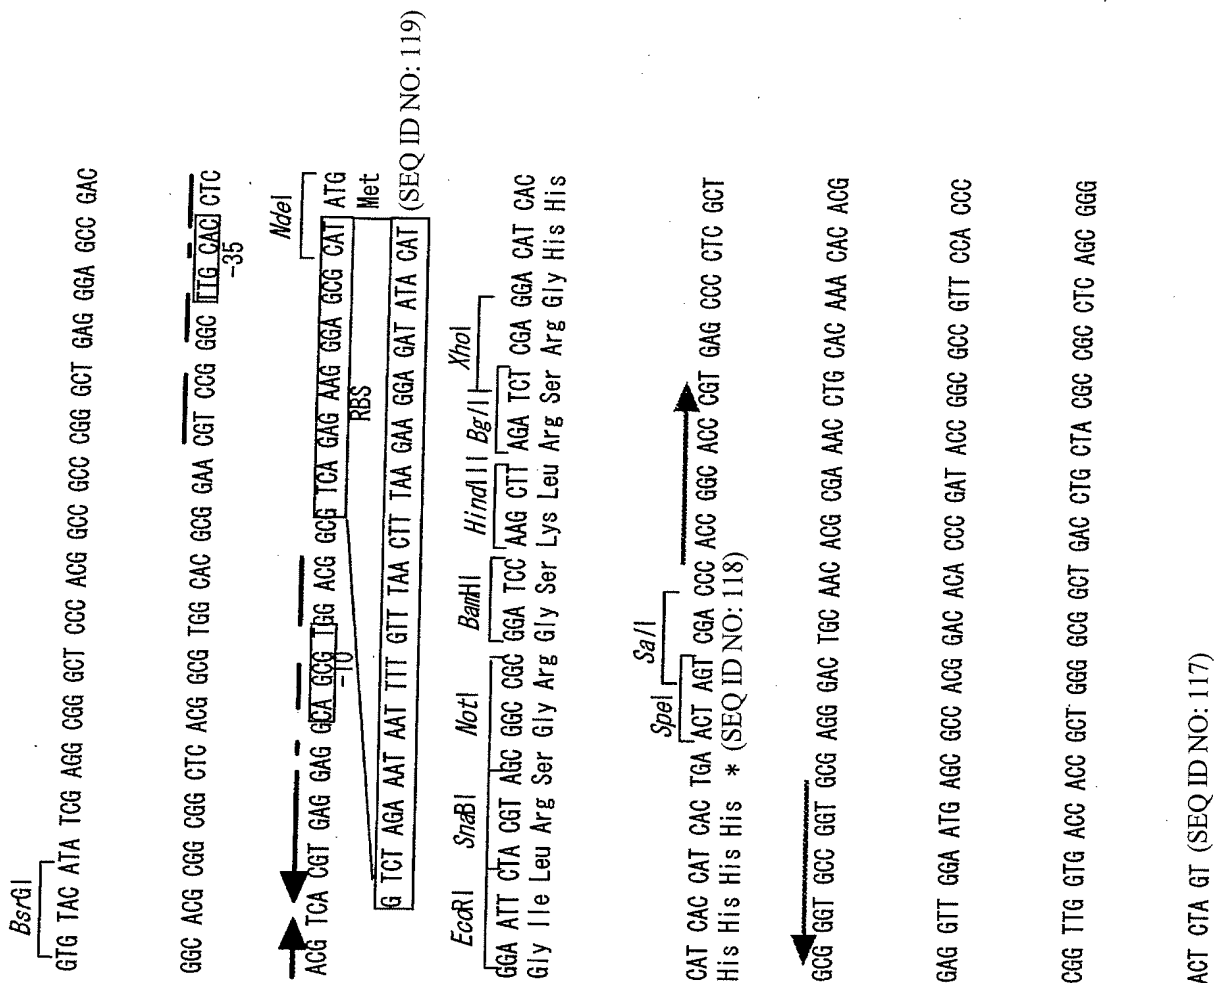 BsrGI
GTG TAC ATA TCG AGG CGG GCT CCC ACG GCC GCC CGG GCT GAG GGA GCC GAC
GGC ACG CGG CGG CTC ACG GCG TGG CAC GCG GAA CGT CCG GGC TTG CAC CTC
-35
NdeI
ACG TCA CGT GAG GAG GCA GCG TGG ACG GCG TCA GAG AAG GGA GCG CAT ATG
-10 RBS Met
G TCT AGA AAT AAT TTT GTT TAA CTT TAA GAA GGA GAT ATA CAT (SEQ ID NO: 119)
EcoRI SnaBI NotI BamHI HindIII BglII XhoI
GGA ATT CTA CGT AGC GGC CGC GGA TCC AAG CTT AGA TCT CGA GGA CAT CAC
Gly Ile Leu Arg Ser Gly Arg Gly Ser Lys Leu Arg Ser Arg Gly His His
SpeI SalI
CAT CAC CAT CAC TGA ACT AGT CGA CCC ACC GGC ACC CGT GAG CCC CTC GCT
His His His His * (SEQ ID NO: 118)
GCG GGT GCC GGT GCG AGG GAC TGC AAC ACG CGA AAC CTG CAC AAA CAC ACG
GAG GTT GGA ATG AGC GCC ACG GAC ACA CCC GAT ACC GGC GCC GTT CCA CCC
CGG TTG GTG ACC ACC GCT GGG GCG GCT GAC CTG CTA CGC CGC CTC AGC GGG
ACT CTA GT (SEQ ID NO: 117)